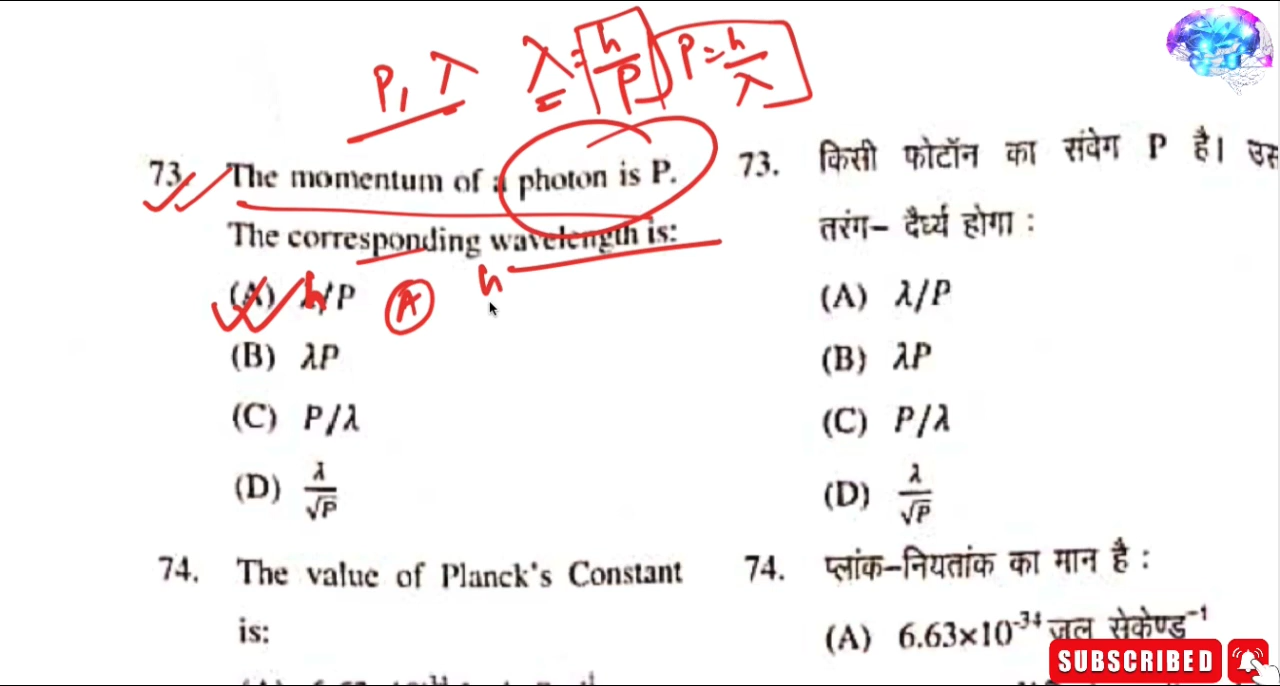 P, λ λ = h/P P = h/λ
73. The momentum of a photon is P.
The corresponding wavelength is:
(A) h/P A h
(B) λP
(C) P/λ
(D) λ/√P
74. The value of Planck's Constant
is:
73. किसी फोटॉन का संवेग P है। उस
तरंग– दैर्ध्य होगा :
(A) λ/P
(B) λP
(C) P/λ
(D) λ/√P
74. प्लांक–नियतांक का मान है :
(A) 6.63×10⁻³⁴ जूल सेकेण्ड⁻¹
SUBSCRIBED